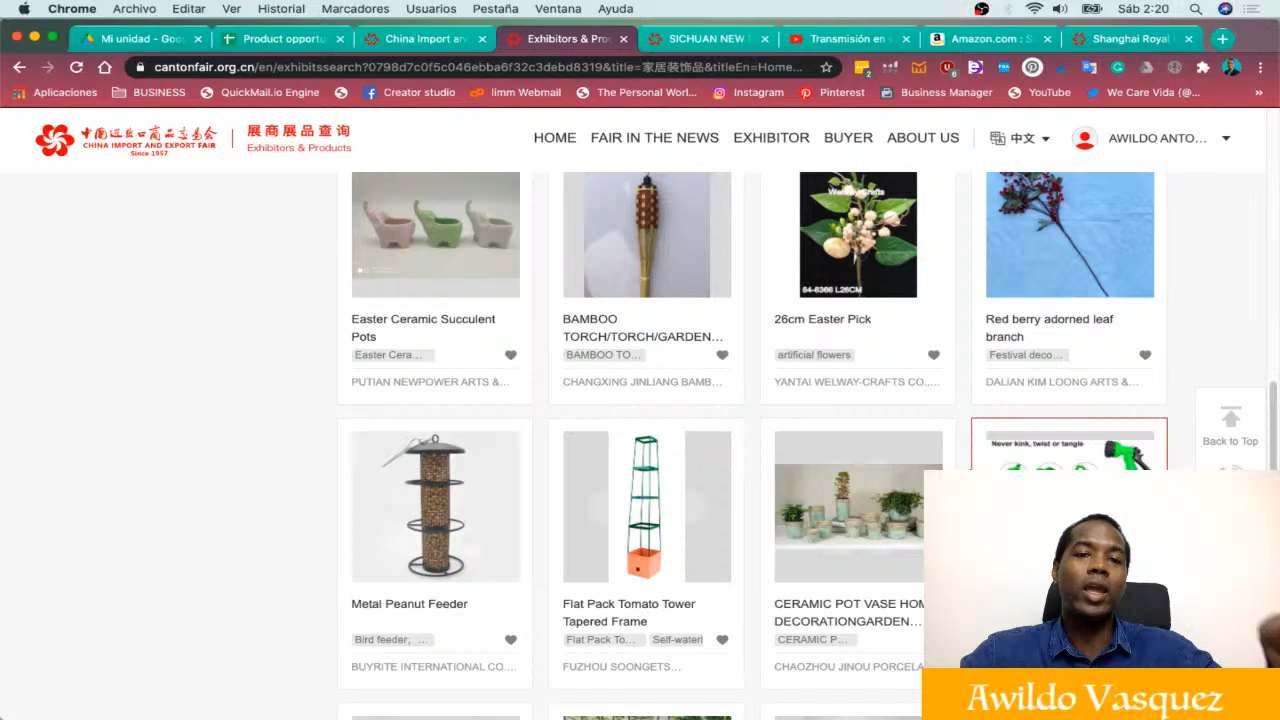 Chrome Archivo Editar Ver Historial Marcadores Usuarios Pestaña Ventana Ayuda
Sáb 2:20
Mi unidad - Goo
Product opportu
China Import an
Exhibitors & Pro
SICHUAN NEW
Transmisión en
Amazon.com : S
Shanghai Royal
cantonfair.org.cn/en/exhibitssearch?0798d7c0f5c046ebba6f32c3debd8319&title=家居装饰品&titleEn=Home...
Aplicaciones BUSINESS QuickMail.io Engine Creator studio limm Webmail The Personal Worl... Instagram Pinterest Business Manager YouTube We Care Vida (@... »
中国进出口商品交易会
CHINA IMPORT AND EXPORT FAIR
Since 1957
展商展品查询
Exhibitors & Products
HOME FAIR IN THE NEWS EXHIBITOR BUYER ABOUT US 中文 AWILDO ANTO...
Welway-Crafts
84-8366 L26CM
Easter Ceramic Succulent
Pots
Easter Cera...
PUTIAN NEWPOWER ARTS &...
BAMBOO
TORCH/TORCH/GARDEN...
BAMBOO TO...
CHANGXING JINLIANG BAMB...
26cm Easter Pick
artificial flowers
YANTAI WELWAY-CRAFTS CO.,...
Red berry adorned leaf
branch
Festival deco...
DALIAN KIM LOONG ARTS &...
Back to Top
Never kink, twist or tangle
Metal Peanut Feeder
Bird feeder; ...
BUYRITE INTERNATIONAL CO....
Flat Pack Tomato Tower
Tapered Frame
Flat Pack To... Self-wateri
FUZHOU SOONGETS...
CERAMIC POT VASE HOM
DECORATIONGARDEN...
CERAMIC P...
CHAOZHOU JINOU PORCELA
Awildo Vasquez